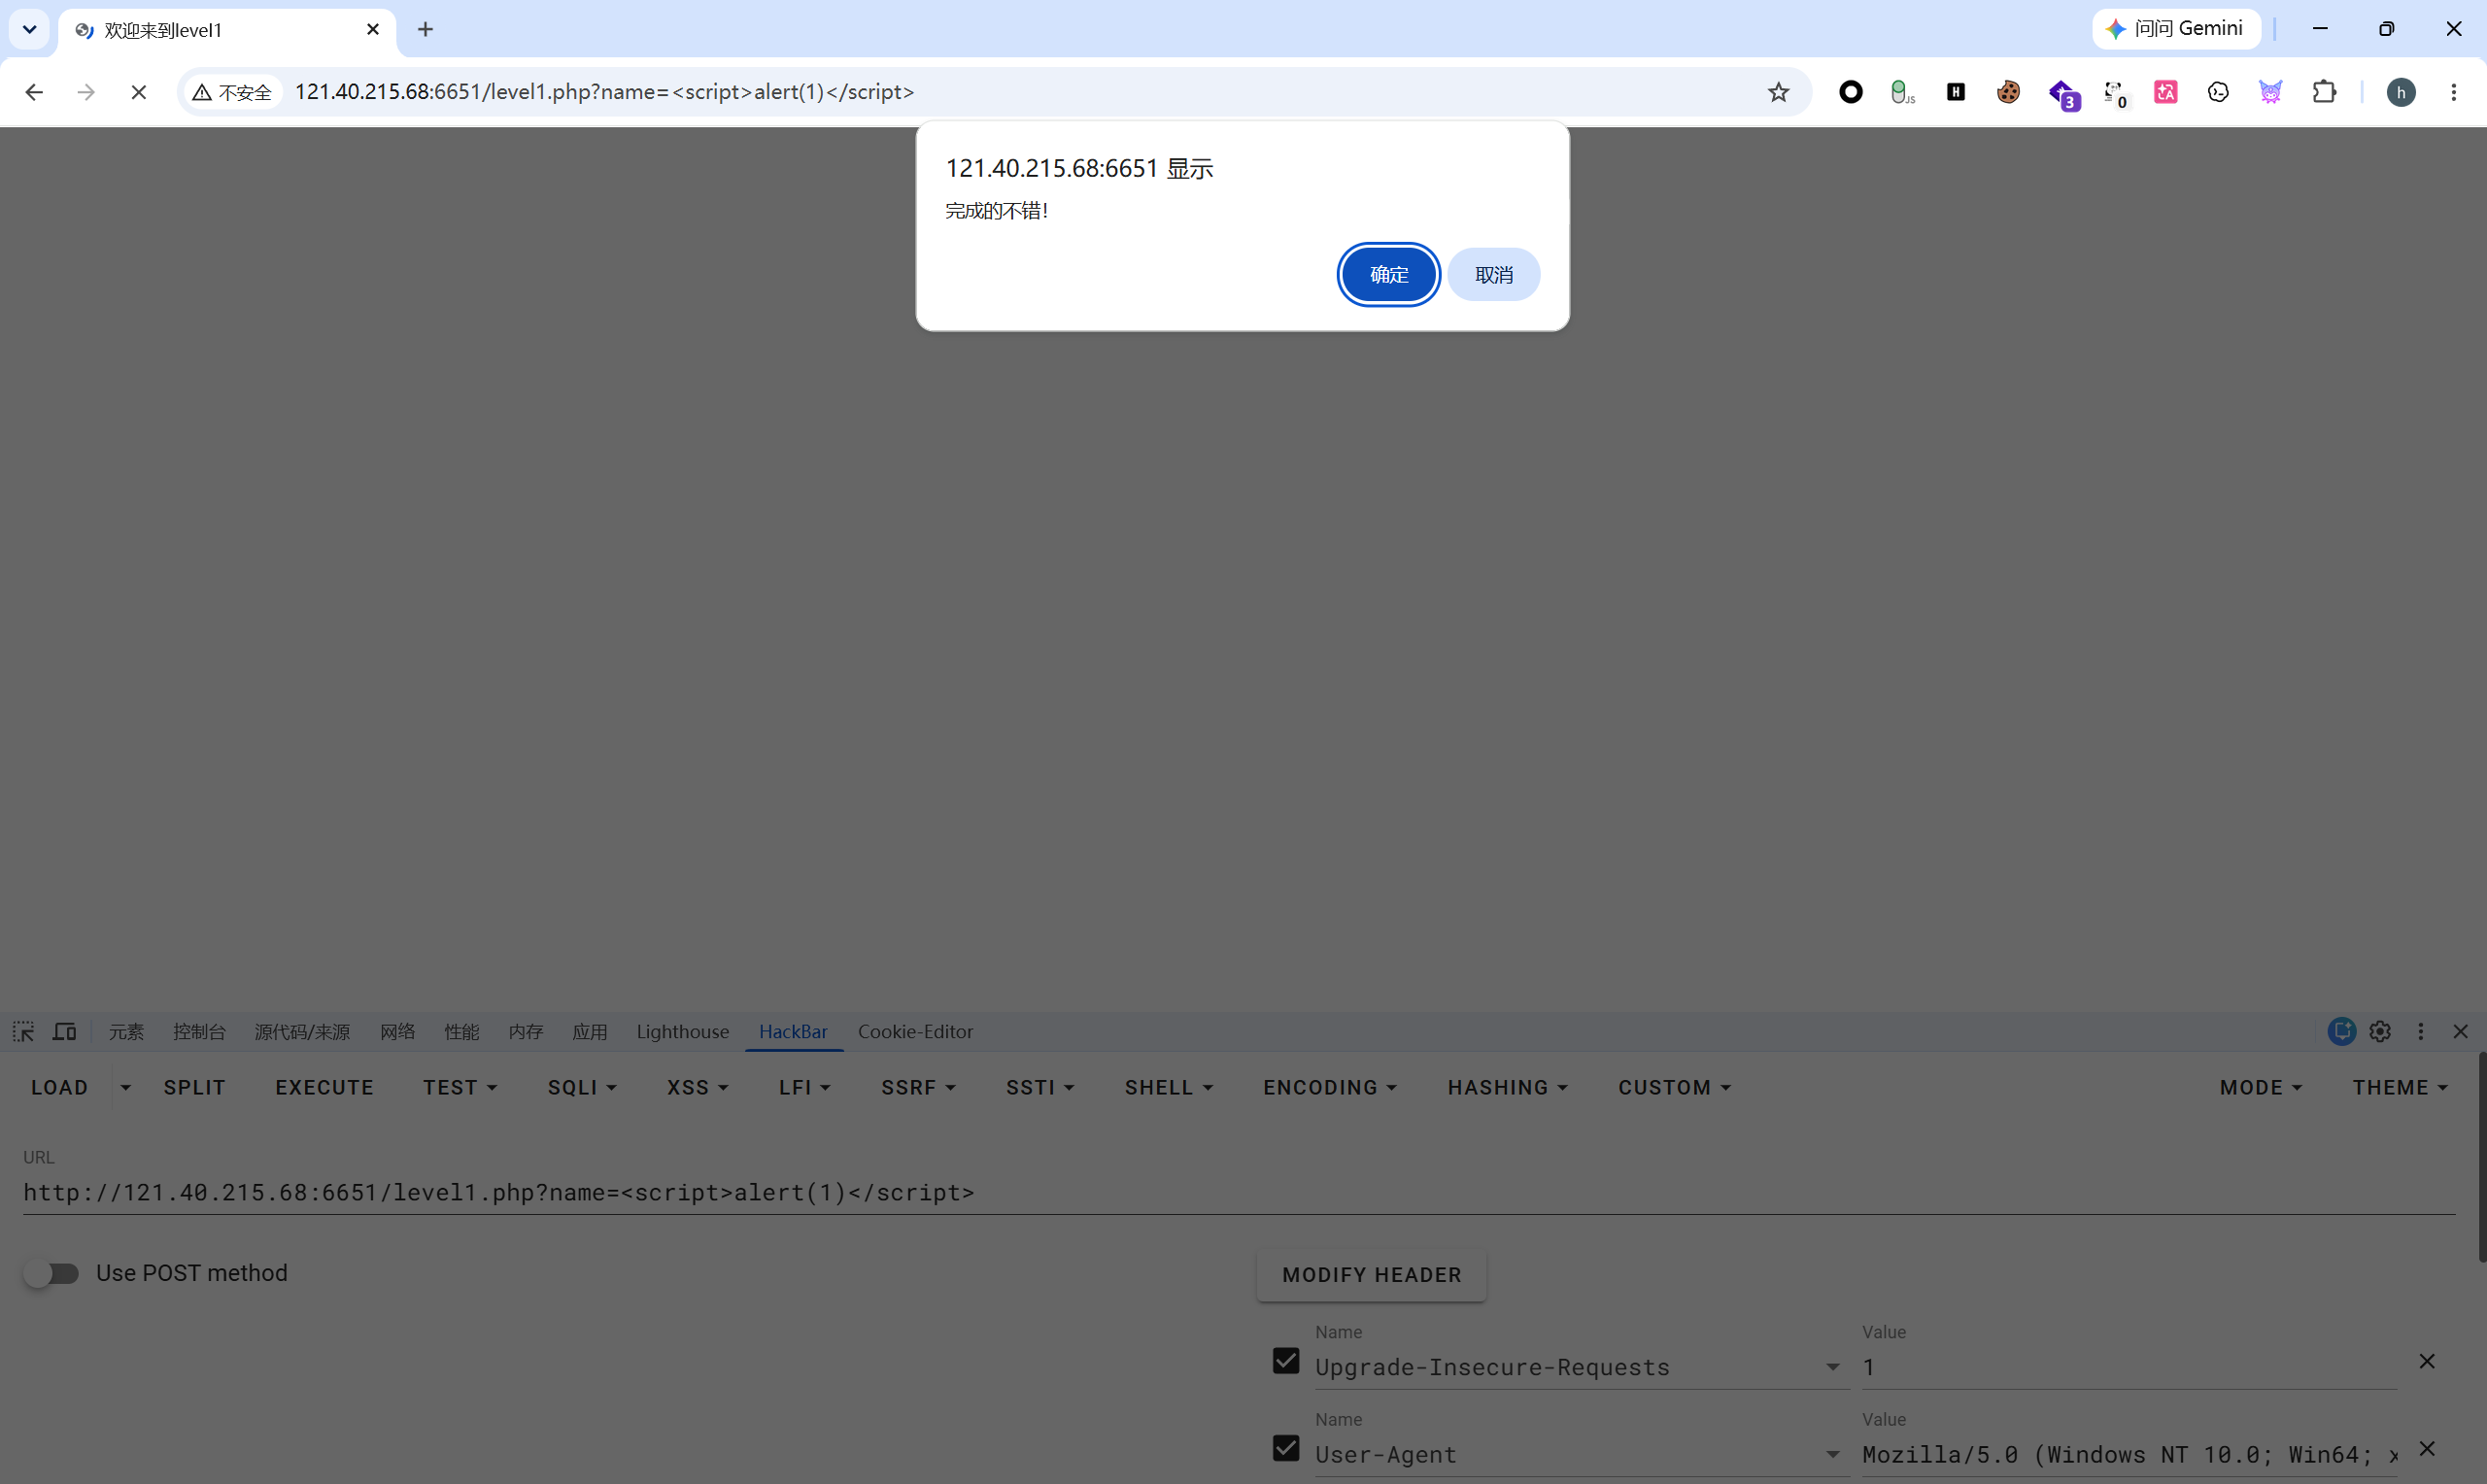 欢迎来到level1
问问 Gemini
不安全
121.40.215.68:6651/level1.php?name=<script>alert(1)</script>
JS
H
3
0
A
h
121.40.215.68:6651 显示
完成的不错!
确定
取消
元素 控制台 源代码/来源 网络 性能 内存 应用 Lighthouse HackBar Cookie-Editor
LOAD SPLIT EXECUTE TEST SQLI XSS LFI SSRF SSTI SHELL ENCODING HASHING CUSTOM MODE THEME
URL
http://121.40.215.68:6651/level1.php?name=<script>alert(1)</script>
Use POST method
MODIFY HEADER
Name Value
Upgrade-Insecure-Requests 1
Name Value
User-Agent Mozilla/5.0 (Windows NT 10.0; Win64; x